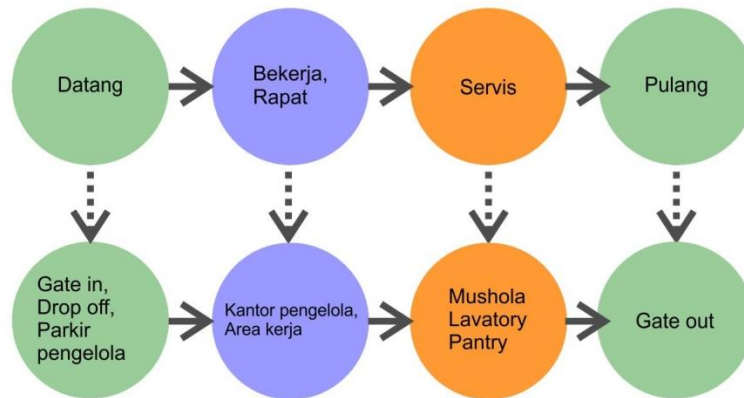 Datang
Bekerja,
Rapat
Servis
Pulang
Gate in,
Drop off,
Parkir
pengelola
Kantor pengelola,
Area kerja
Mushola
Lavatory
Pantry
Gate out